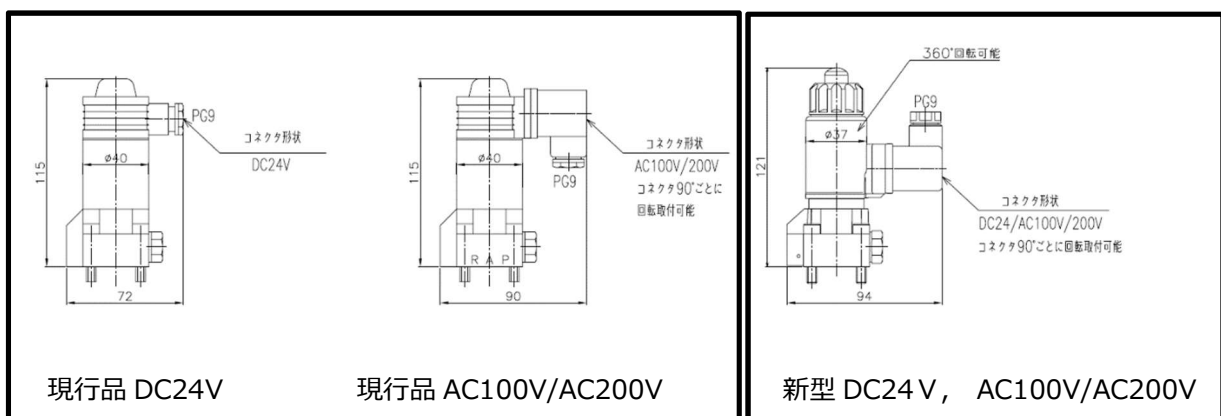 115
ø40
PG9
コネクタ形状
DC24V
72
現行品 DC24V
115
ø40
PG9
コネクタ形状
AC100V/200V
コネクタ90°ごとに
回転取付可能
R A P
90
現行品 AC100V/AC200V
360°回転可能
PG9
ø37
121
コネクタ形状
DC24/AC100V/200V
コネクタ90°ごとに回転取付可能
94
新型 DC24V, AC100V/AC200V